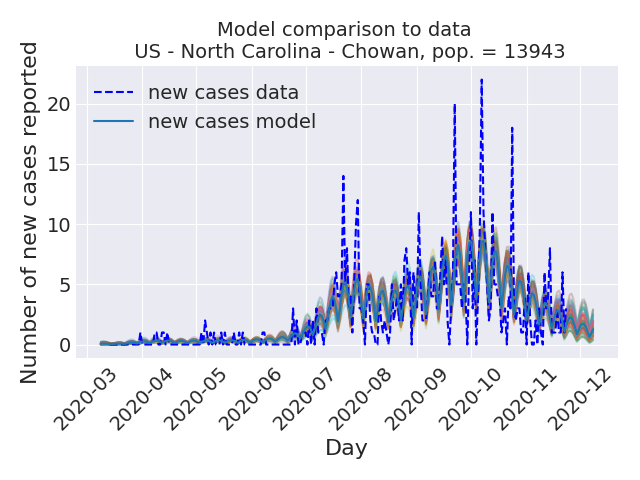 Model comparison to data
US - North Carolina - Chowan, pop. = 13943
Number of new cases reported
new cases data
new cases model
20
15
10
5
0
2020-03
2020-04
2020-05
2020-06
2020-07
2020-08
2020-09
2020-10
2020-11
2020-12
Day